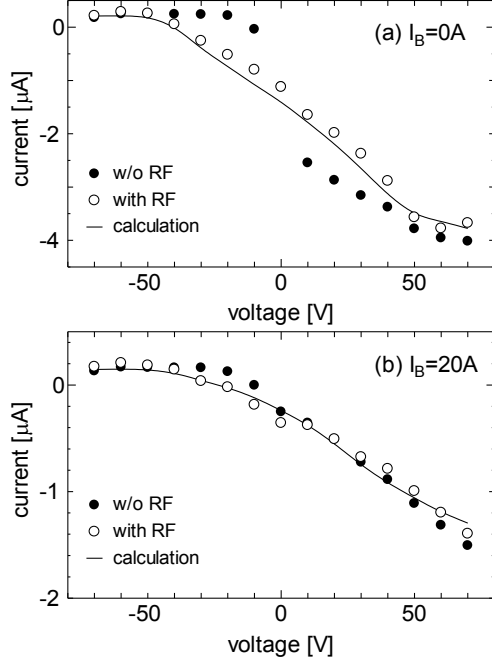 (a) I_B=0A
current [μA]
0
-2
-4
w/o RF
with RF
calculation
-50
0
50
voltage [V]
(b) I_B=20A
current [μA]
0
-1
-2
w/o RF
with RF
calculation
-50
0
50
voltage [V]